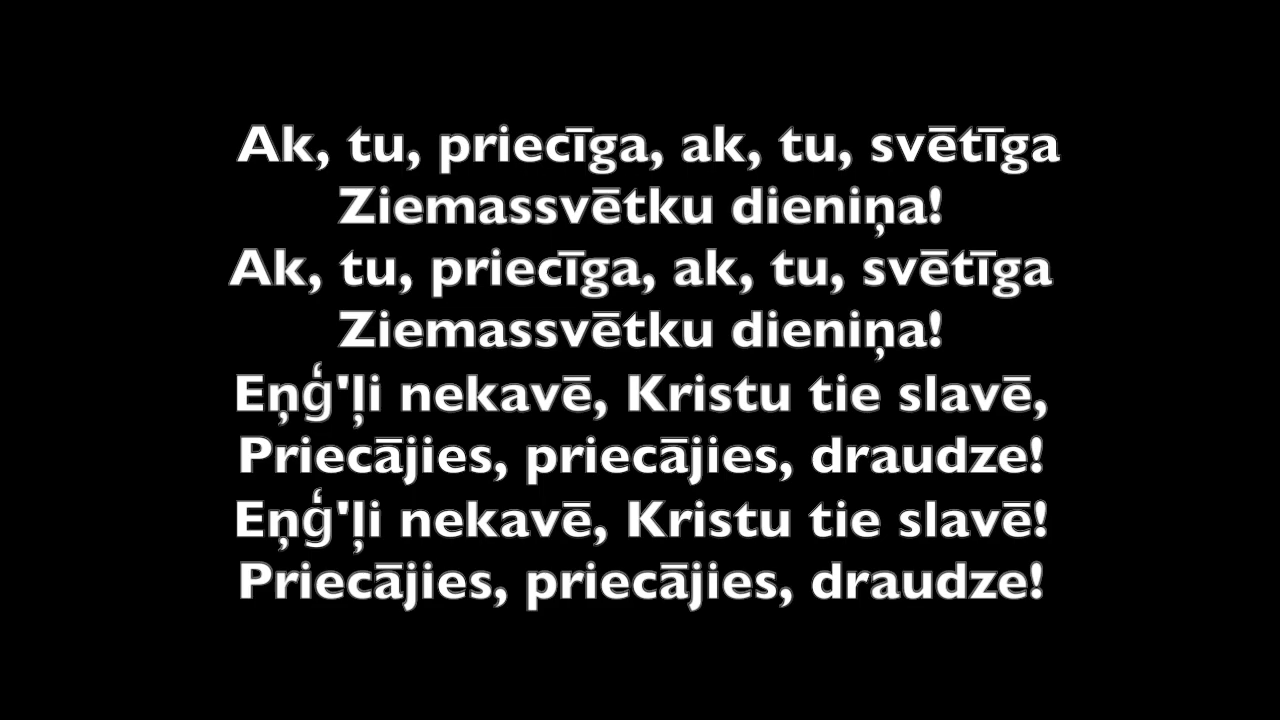 Ak, tu, priecīga, ak, tu, svētīga
Ziemassvētku dieniņa!
Ak, tu, priecīga, ak, tu, svētīga
Ziemassvētku dieniņa!
Eņģ'ļi nekavē, Kristu tie slavē,
Priecājies, priecājies, draudze!
Eņģ'ļi nekavē, Kristu tie slavē!
Priecājies, priecājies, draudze!